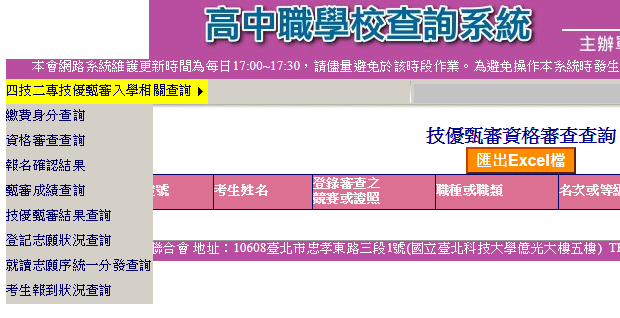 高中職學校查詢系統
主辦
本會網路系統維護更新時間為每日17:00~17:30，請儘量避免於該時段作業。為避免操作本系統時發生
四技二專技優甄審入學相關查詢
繳費身分查詢
資格審查查詢
報名確認結果
甄審成績查詢
技優甄審結果查詢
登記志願狀況查詢
就讀志願序統一分發查詢
考生報到狀況查詢
技優甄審資格審查查詢
匯出Excel檔
號
考生姓名
登錄審查之
競賽或證照
職種或職類
名次或等
聯合會 地址：10608臺北市忠孝東路三段1號(國立臺北科技大學億光大樓五樓)